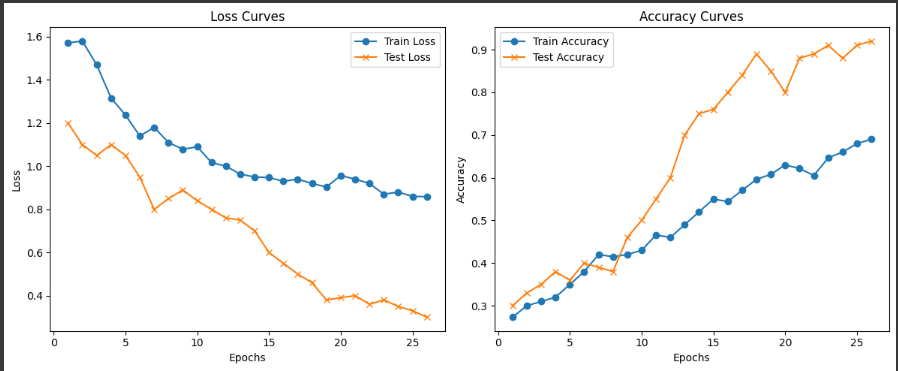 Loss Curves
Train Loss
Test Loss
1.6
1.4
1.2
1.0
0.8
0.6
0.4
Loss
0 5 10 15 20 25
Epochs
Accuracy Curves
Train Accuracy
Test Accuracy
0.9
0.8
0.7
0.6
0.5
0.4
0.3
Accuracy
0 5 10 15 20 25
Epochs